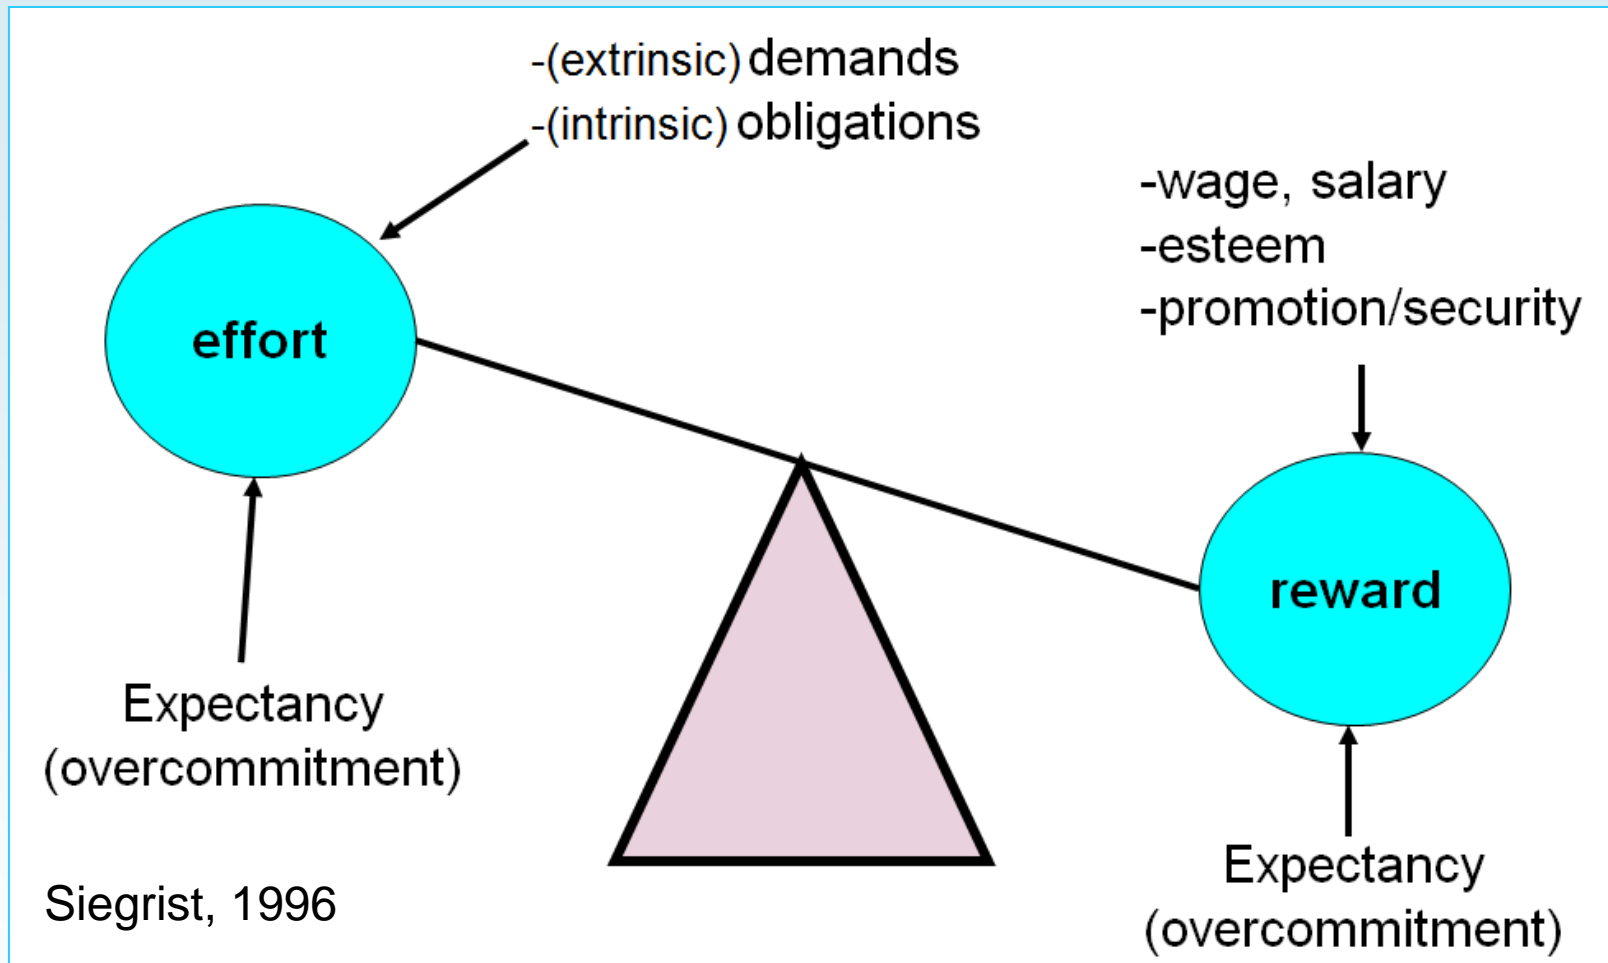 -(extrinsic) demands
-(intrinsic) obligations
-wage, salary
-esteem
-promotion/security
effort
reward
Expectancy
(overcommitment)
Expectancy
(overcommitment)
Siegrist, 1996